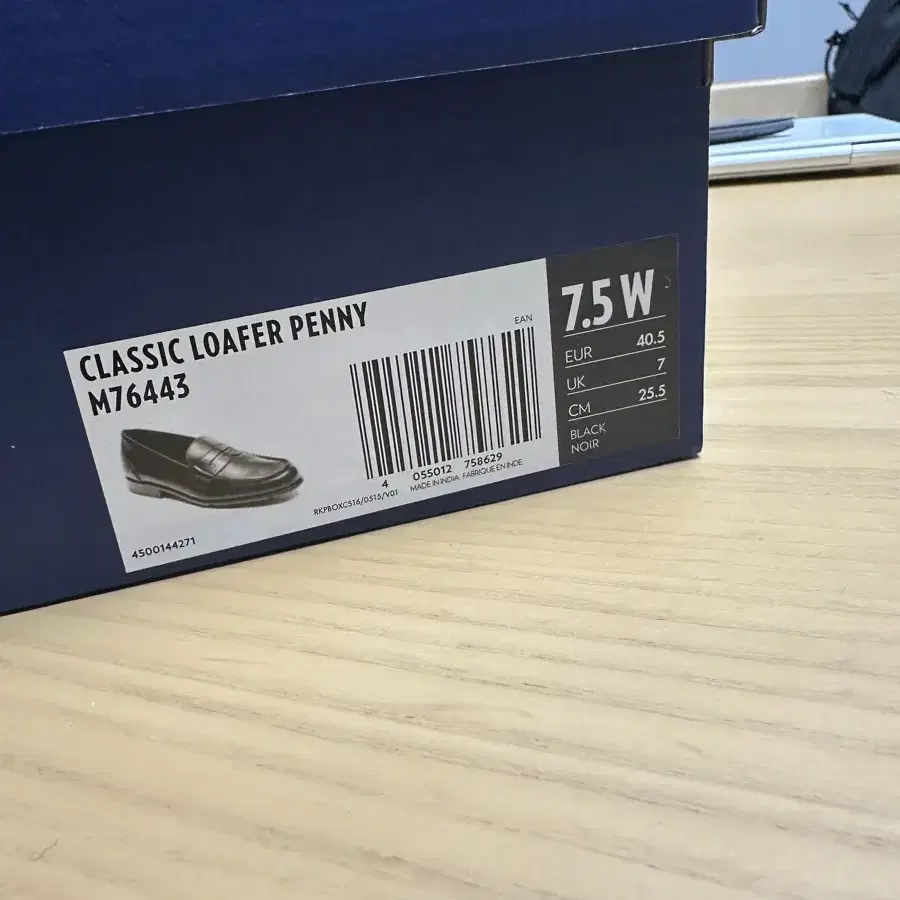 CLASSIC LOAFER PENNY
M76443
EAN
4 055012 758629
MADE IN INDIA FABRIQUE EN INDE
RKPBOXCS16/0515/V01
4500144271
7.5 W
EUR 40.5
UK 7
CM 25.5
BLACK
NOIR